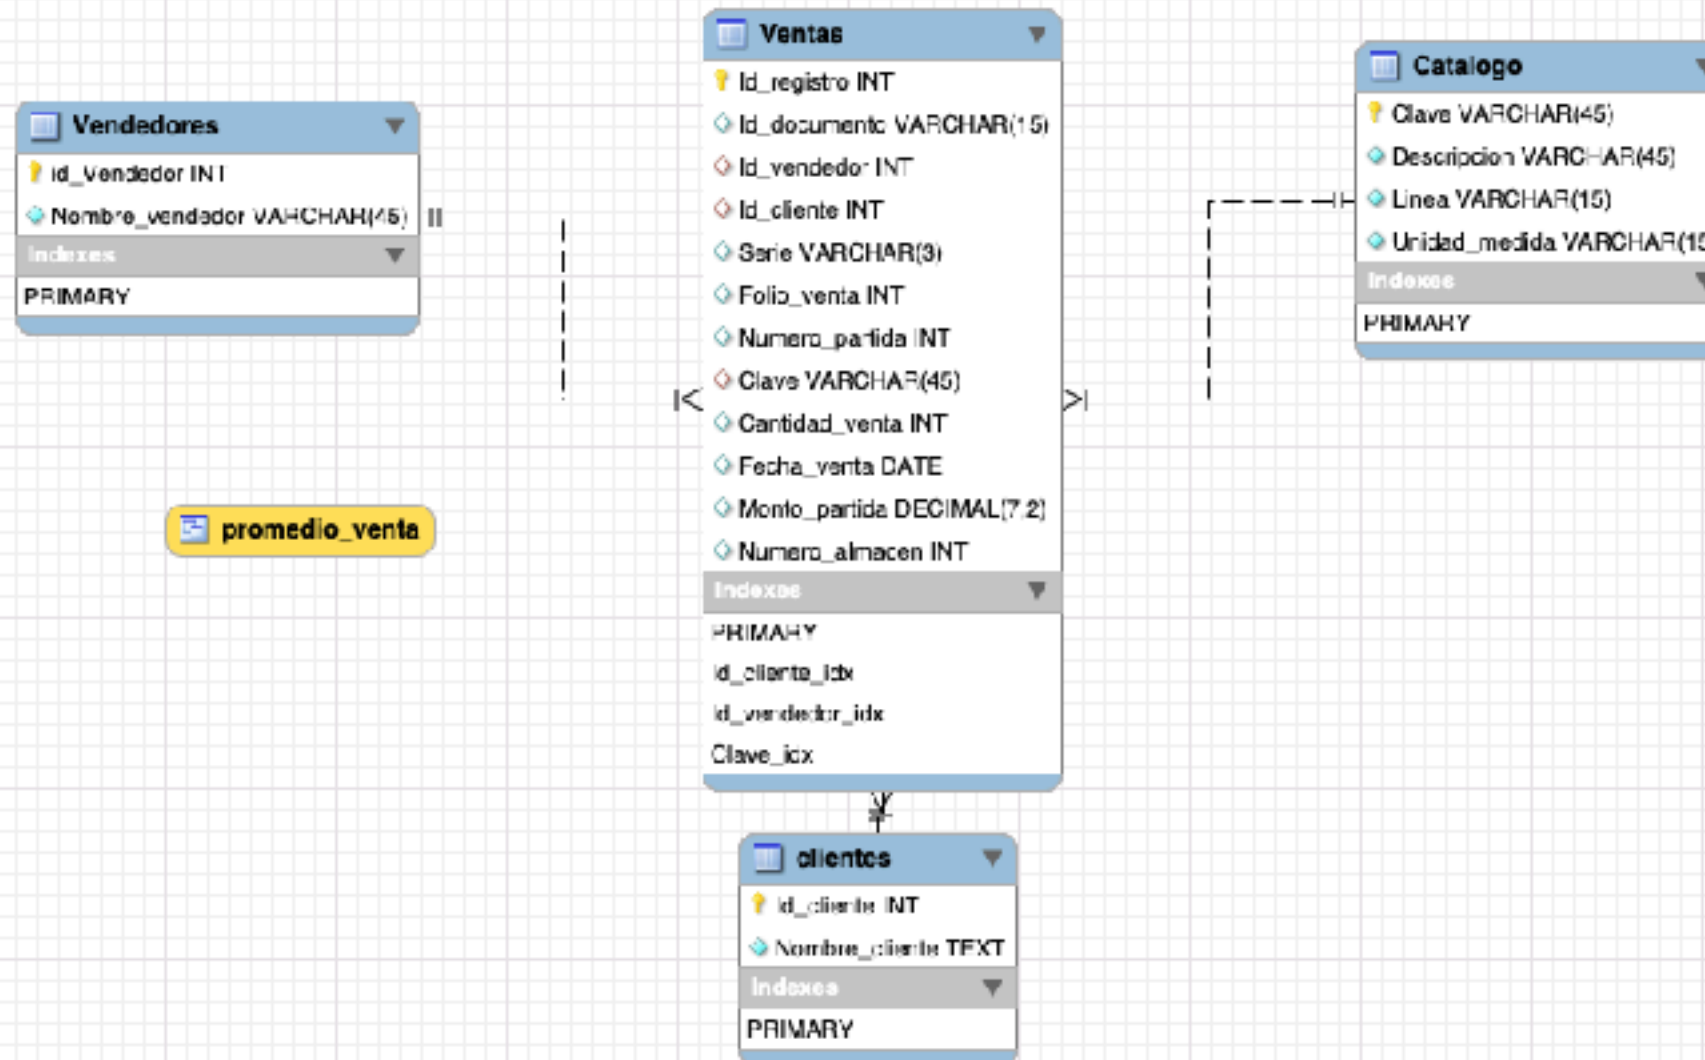 Vendedores
id_Vendedor INT
Nombre_vendedor VARCHAR(45)
Indexes
PRIMARY
promedio_venta
Ventas
Id_registro INT
Id_documento VARCHAR(15)
Id_vendedor INT
Id_cliente INT
Serie VARCHAR(3)
Folio_venta INT
Numero_partida INT
Clave VARCHAR(45)
Cantidad_venta INT
Fecha_venta DATE
Monto_partida DECIMAL(7,2)
Numero_almacen INT
Indexes
PRIMARY
Id_cliente_idx
Id_vendedor_idx
Clave_idx
clientes
Id_cliente INT
Nombre_cliente TEXT
Indexes
PRIMARY
Catalogo
Clave VARCHAR(45)
Descripcion VARCHAR(45)
Linea VARCHAR(15)
Unidad_medida VARCHAR(15
Indexes
PRIMARY